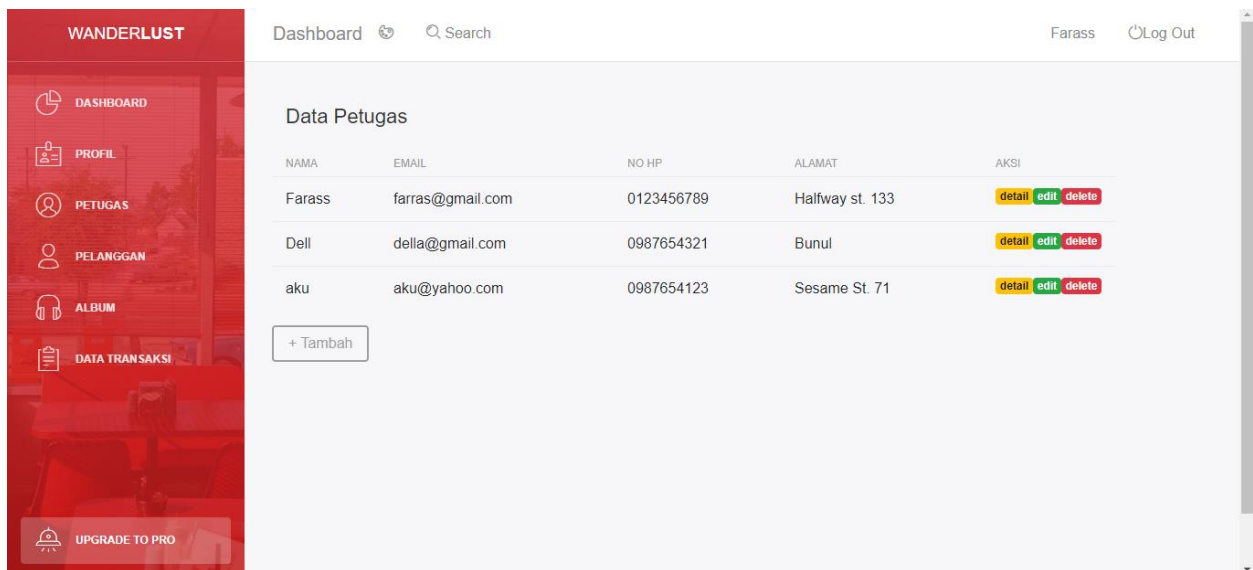 WANDERLUST
Dashboard Search Farass Log Out
DASHBOARD
PROFIL
PETUGAS
PELANGGAN
ALBUM
DATA TRANSAKSI
UPGRADE TO PRO
Data Petugas
NAMA EMAIL NO HP ALAMAT AKSI
Farass farras@gmail.com 0123456789 Halfway st. 133 detail edit delete
Dell della@gmail.com 0987654321 Bunul detail edit delete
aku aku@yahoo.com 0987654123 Sesame St. 71 detail edit delete
+ Tambah